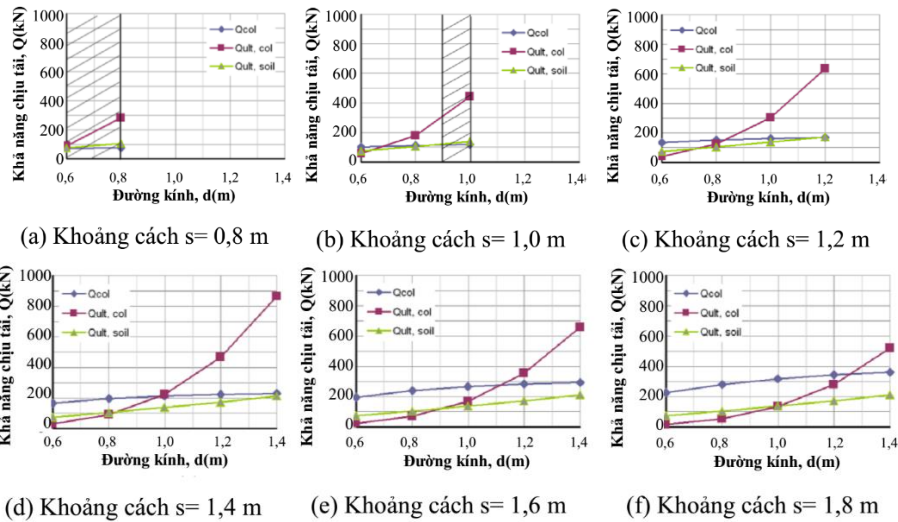 Khả năng chịu tải, Q(kN)
1000
800
600
400
200
0
Qcol
Qult, col
Qult, soil
0,6 0,8 1,0 1,2 1,4
Đường kính, d(m)
(a) Khoảng cách s= 0,8 m
Khả năng chịu tải, Q(kN)
1000
800
600
400
200
0
Qcol
Qult, col
Qult, soil
0,6 0,8 1,0 1,2 1,4
Đường kính, d(m)
(b) Khoảng cách s= 1,0 m
Khả năng chịu tải, Q(kN)
1000
800
600
400
200
0
Qcol
Qult, col
Qult, soil
0,6 0,8 1,0 1,2 1,4
Đường kính, d(m)
(c) Khoảng cách s= 1,2 m
Khả năng chịu tải, Q(kN)
1000
800
600
400
200
0
Qcol
Qult, col
Qult, soil
0,6 0,8 1,0 1,2 1,4
Đường kính, d(m)
(d) Khoảng cách s= 1,4 m
Khả năng chịu tải, Q(kN)
1000
800
600
400
200
0
Qcol
Qult, col
Qult, soil
0,6 0,8 1,0 1,2 1,4
Đường kính, d(m)
(e) Khoảng cách s= 1,6 m
Khả năng chịu tải, Q(kN)
1000
800
600
400
200
0
Qcol
Qult, col
Qult, soil
0,6 0,8 1,0 1,2 1,4
Đường kính, d(m)
(f) Khoảng cách s= 1,8 m